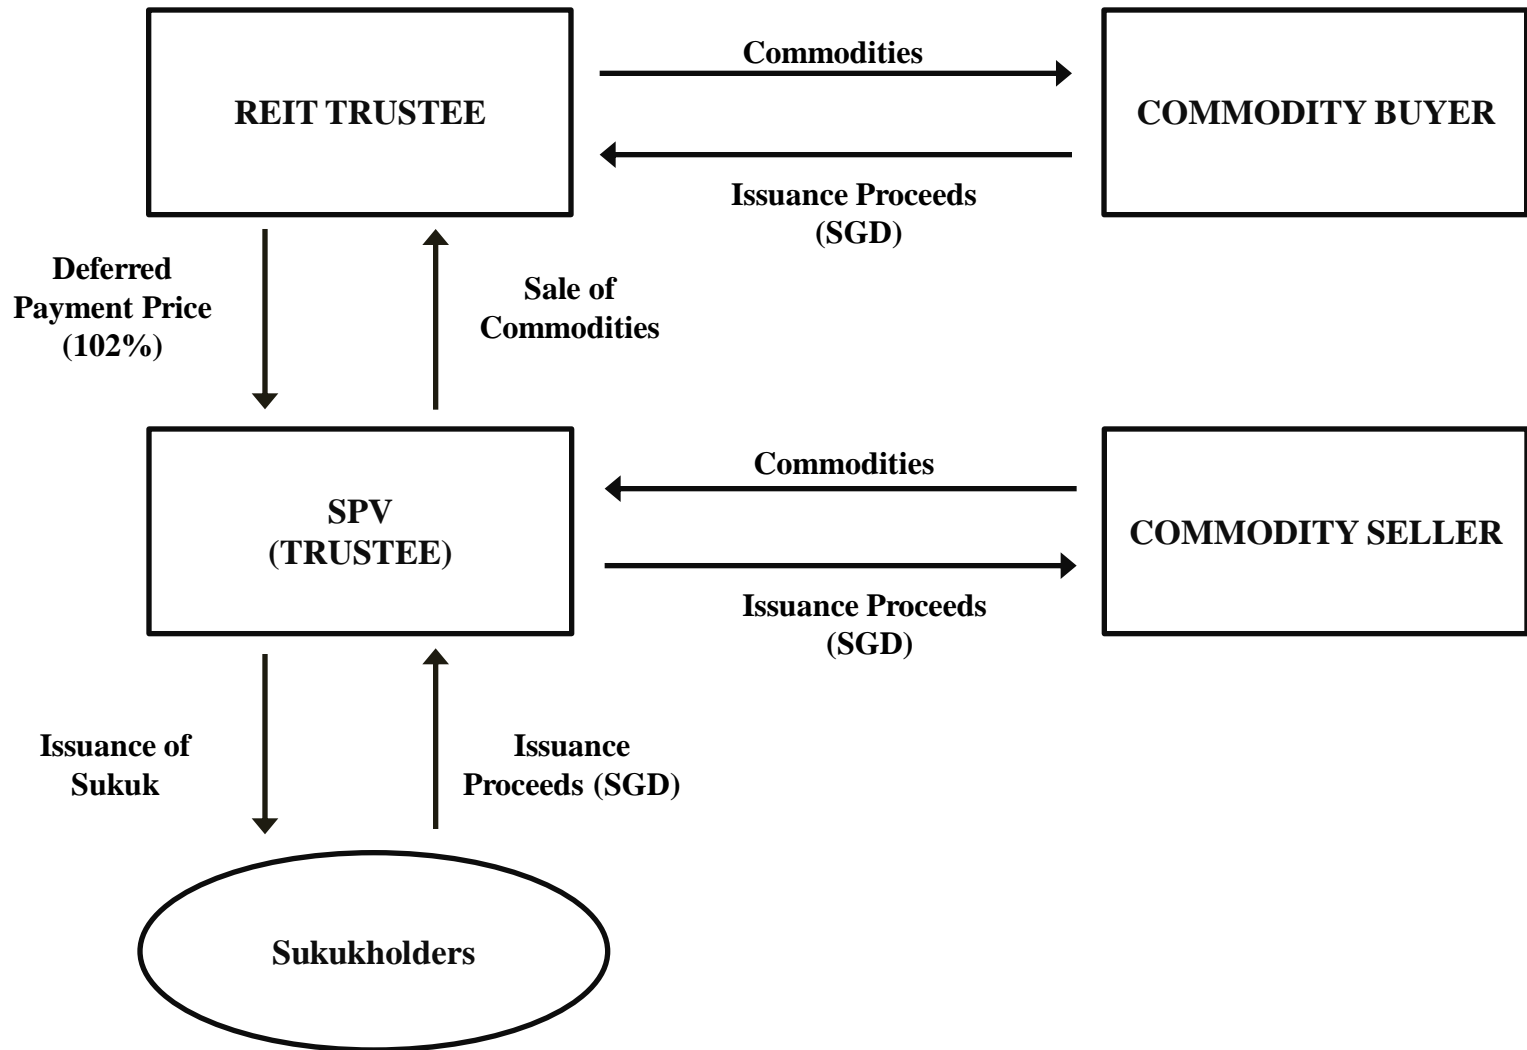 Commodities
REIT TRUSTEE
COMMODITY BUYER
Issuance Proceeds
(SGD)
Deferred
Payment Price
(102%)
Sale of
Commodities
Commodities
SPV
(TRUSTEE)
COMMODITY SELLER
Issuance Proceeds
(SGD)
Issuance of
Sukuk
Issuance
Proceeds (SGD)
Sukukholders